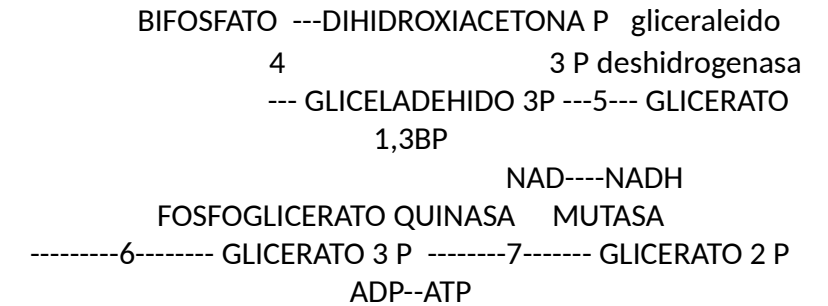 BIFOSFATO ---DIHIDROXIACETONA P gliceraleido
4 3 P deshidrogenasa
--- GLICELADEHIDO 3P ---5--- GLICERATO
1,3BP
NAD----NADH
FOSFOGLICERATO QUINASA MUTASA
---------6-------- GLICERATO 3 P --------7------- GLICERATO 2 P
ADP--ATP